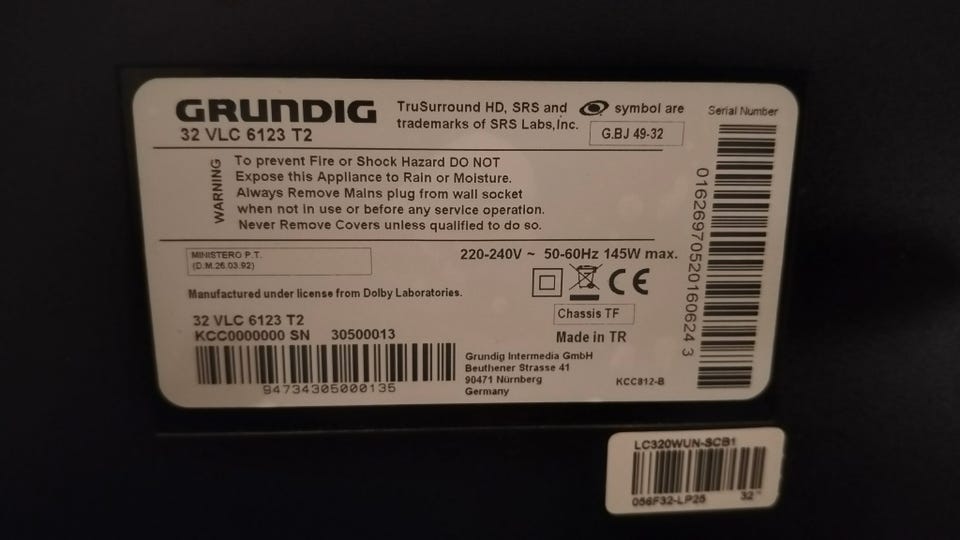 GRUNDIG
32 VLC 6123 T2
TruSurround HD, SRS and symbol are
trademarks of SRS Labs,Inc.
G.BJ 49-32
Serial Number
WARNING
To prevent Fire or Shock Hazard DO NOT
Expose this Appliance to Rain or Moisture.
Always Remove Mains plug from wall socket
when not in use or before any service operation.
Never Remove Covers unless qualified to do so.
01626970520160624 3
MINISTERO P.T.
(D.M.26.03.92)
220-240V ~ 50-60Hz 145W max.
CE
Manufactured under license from Dolby Laboratories.
Chassis TF
Made in TR
32 VLC 6123 T2
KCC0000000 SN 30500013
94734305000135
Grundig Intermedia GmbH
Beuthener Strasse 41
90471 Nürnberg
Germany
KCC812-B
LC320WUN-SCB1
056F32-LP25 32"